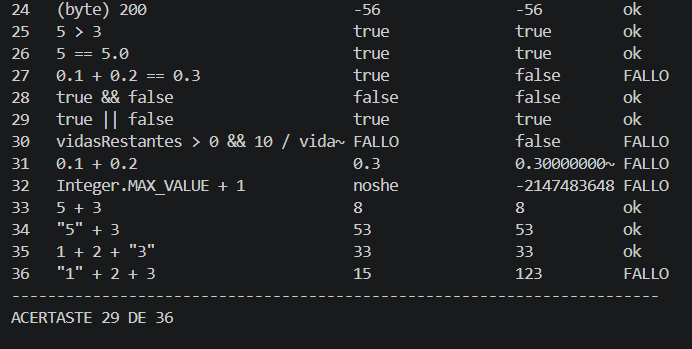 24 (byte) 200 -56 -56 ok
25 5 > 3 true true ok
26 5 == 5.0 true true ok
27 0.1 + 0.2 == 0.3 true false FALLO
28 true && false false false ok
29 true || false true true ok
30 vidasRestantes > 0 && 10 / vida~ FALLO false FALLO
31 0.1 + 0.2 0.3 0.30000000~ FALLO
32 Integer.MAX_VALUE + 1 noshe -2147483648 FALLO
33 5 + 3 8 8 ok
34 "5" + 3 53 53 ok
35 1 + 2 + "3" 33 33 ok
36 "1" + 2 + 3 15 123 FALLO
-----------------------------------------------------------------------
ACERTASTE 29 DE 36